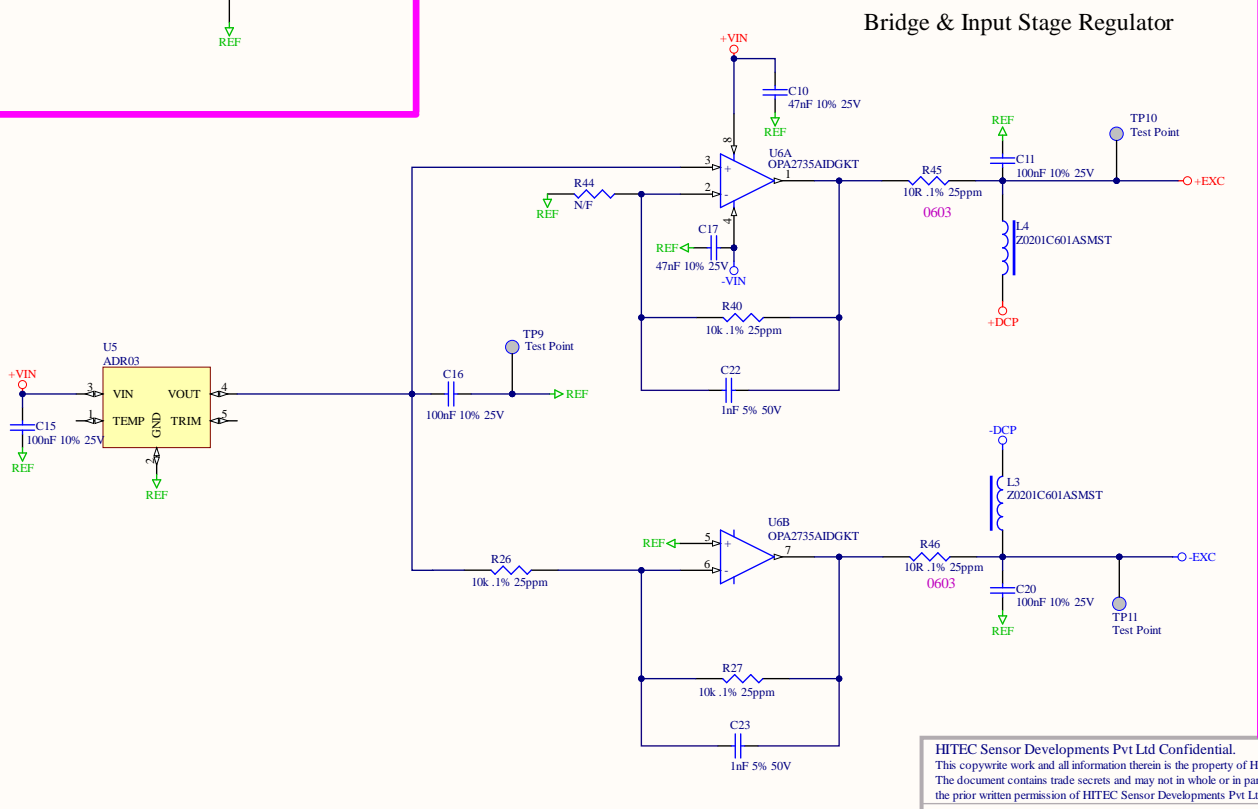 Bridge & Input Stage Regulator
REF
+VIN
C10
47nF 10% 25V
REF
8
U6A
OPA2735AIDGKT
3
+
1
2
-
4
R44
N/F
REF
C17
REF
47nF 10% 25V
-VIN
R40
10k .1% 25ppm
C22
1nF 5% 50V
R45
10R .1% 25ppm
0603
REF
C11
100nF 10% 25V
TP10
Test Point
+EXC
L4
Z0201C601ASMST
+DCP
U5
ADR03
+VIN
3
VIN
VOUT
4
1
TEMP
TRIM
5
GND
2
REF
C15
100nF 10% 25V
REF
C16
100nF 10% 25V
TP9
Test Point
REF
R26
10k .1% 25ppm
U6B
OPA2735AIDGKT
REF
5
+
7
6
-
R27
10k .1% 25ppm
C23
1nF 5% 50V
R46
10R .1% 25ppm
0603
-DCP
L3
Z0201C601ASMST
-EXC
C20
100nF 10% 25V
REF
TP11
Test Point
HITEC Sensor Developments Pvt Ltd Confidential.
This copywrite work and all information therein is the property of H
The document contains trade secrets and may not in whole or in par
the prior written permission of HITEC Sensor Developments Pvt Lt